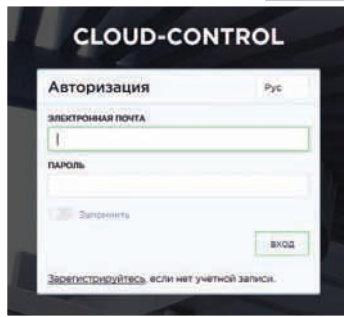 CLOUD-CONTROL
Авторизация Рус
ЭЛЕКТРОННАЯ ПОЧТА
ПАРОЛЬ
Запомнить
вход
Зарегистрируйтесь, если нет учетной записи.